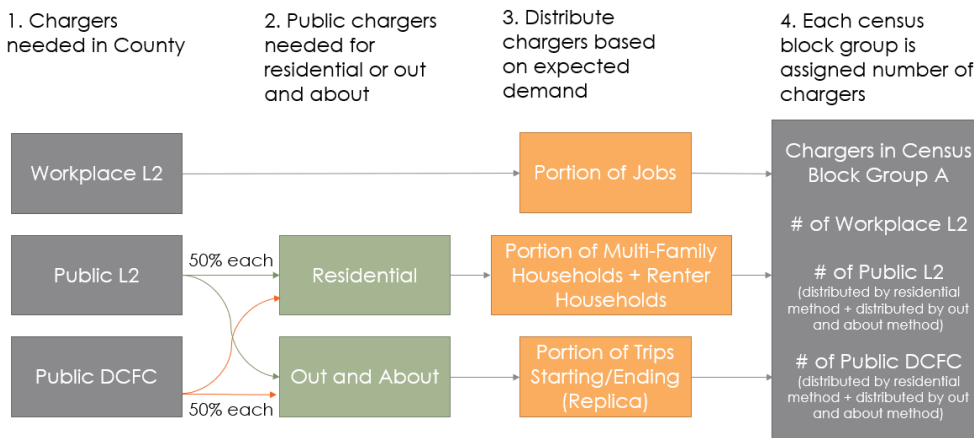 1. Chargers
needed in County
2. Public chargers
needed for
residential or out
and about
3. Distribute
chargers based
on expected
demand
4. Each census
block group is
assigned number of
chargers
Workplace L2
Portion of Jobs
Chargers in Census
Block Group A
# of Workplace L2
Public L2
50% each
Residential
Portion of Multi-Family
Households + Renter
Households
# of Public L2
(distributed by residential
method + distributed by out
and about method)
Public DCFC
50% each
Out and About
Portion of Trips
Starting/Ending
(Replica)
# of Public DCFC
(distributed by residential
method + distributed by out
and about method)